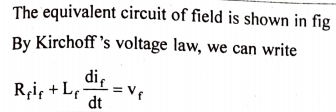 The equivalent circuit of field is shown in fig
By Kirchoff's voltage law, we can write
R_f i_f + L_f di_f/dt = v_f